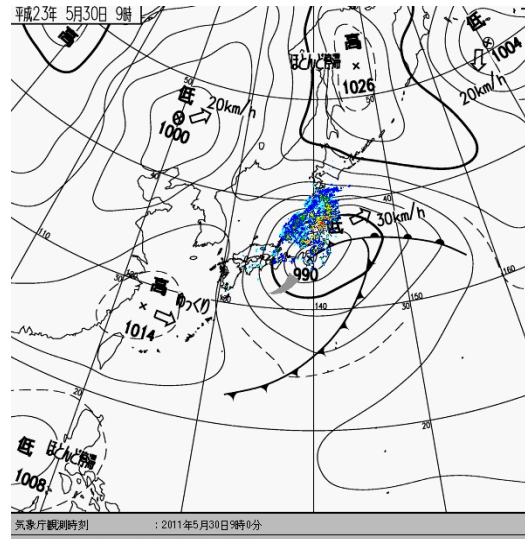 平成23年 5月30日 9時
高
低
20km/h
1000
高
ほとんど停滞
1026
低
1004
20km/h
50
50
40
低
30km/h
990
110
高
ゆっくり
1014
30
130
140
150
160
20
20
低
ほとんど停滞
1008
気象庁観測時刻 : 2011年5月30日9時0分